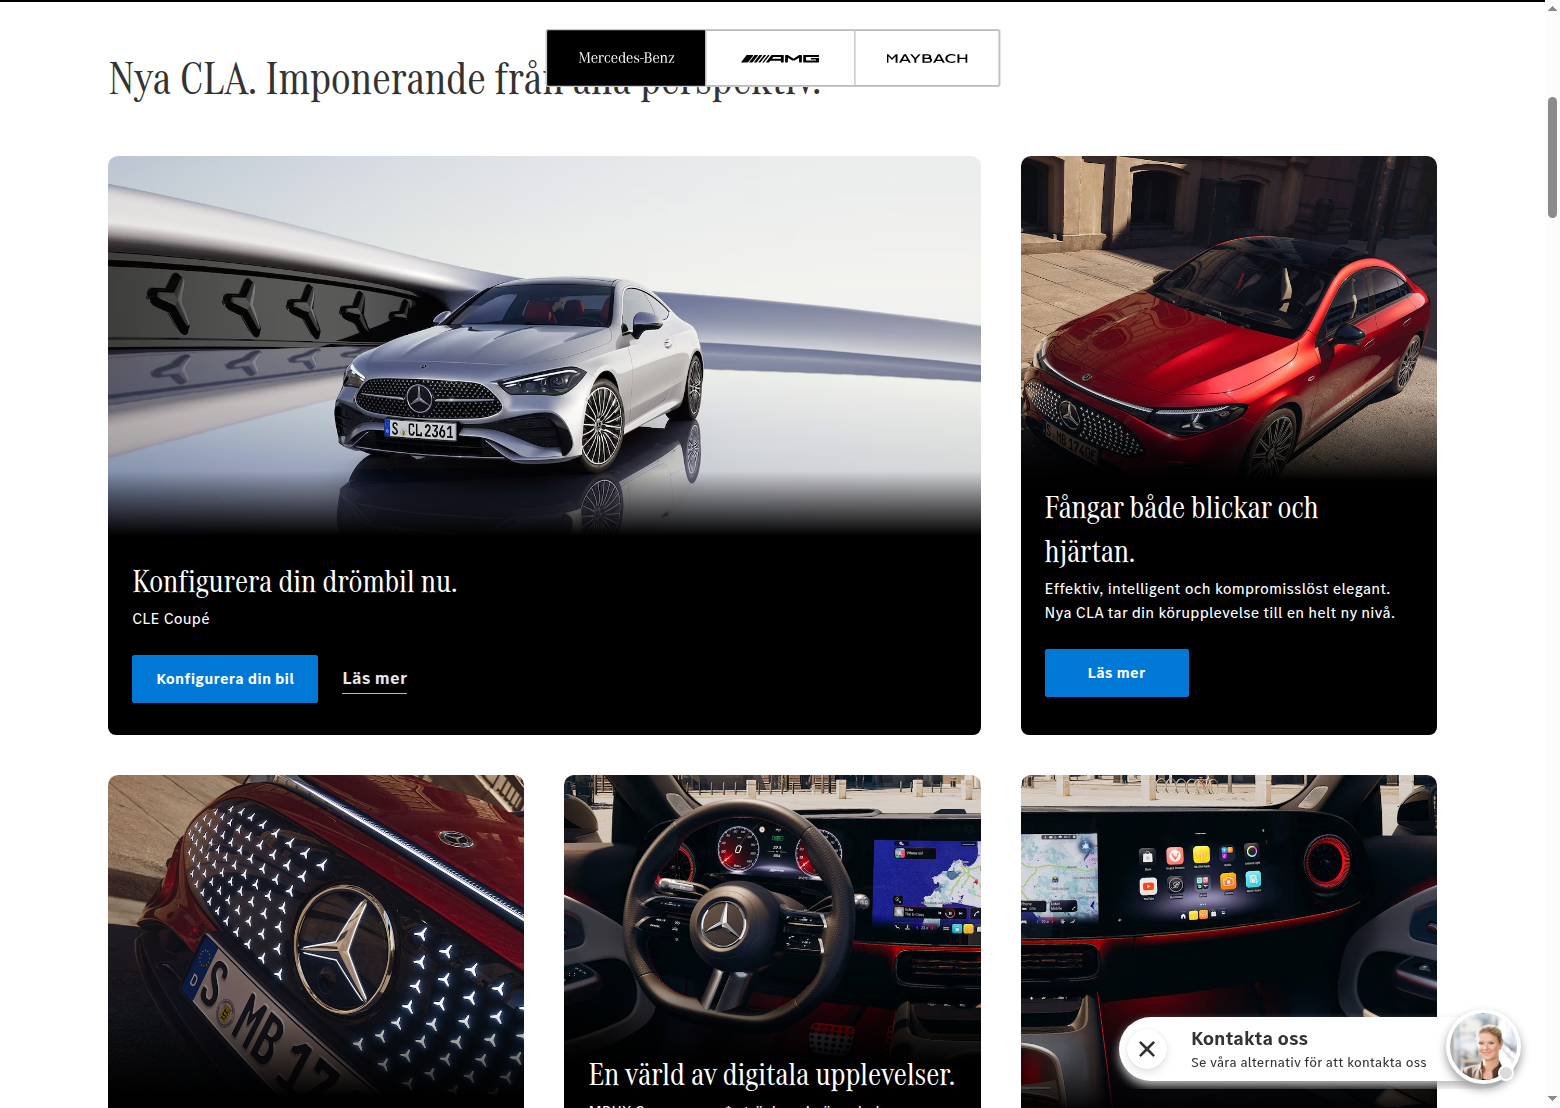 Mercedes-Benz
AMG
MAYBACH
Nya CLA. Imponerande från alla perspektiv.
S CL 2361
Konfigurera din drömbil nu.
CLE Coupé
Konfigurera din bil
Läs mer
Fångar både blickar och
hjärtan.
Effektiv, intelligent och kompromisslöst elegant.
Nya CLA tar din körupplevelse till en helt ny nivå.
Läs mer
D
S MB 17
En värld av digitala upplevelser.
Kontakta oss
Se våra alternativ för att kontakta oss